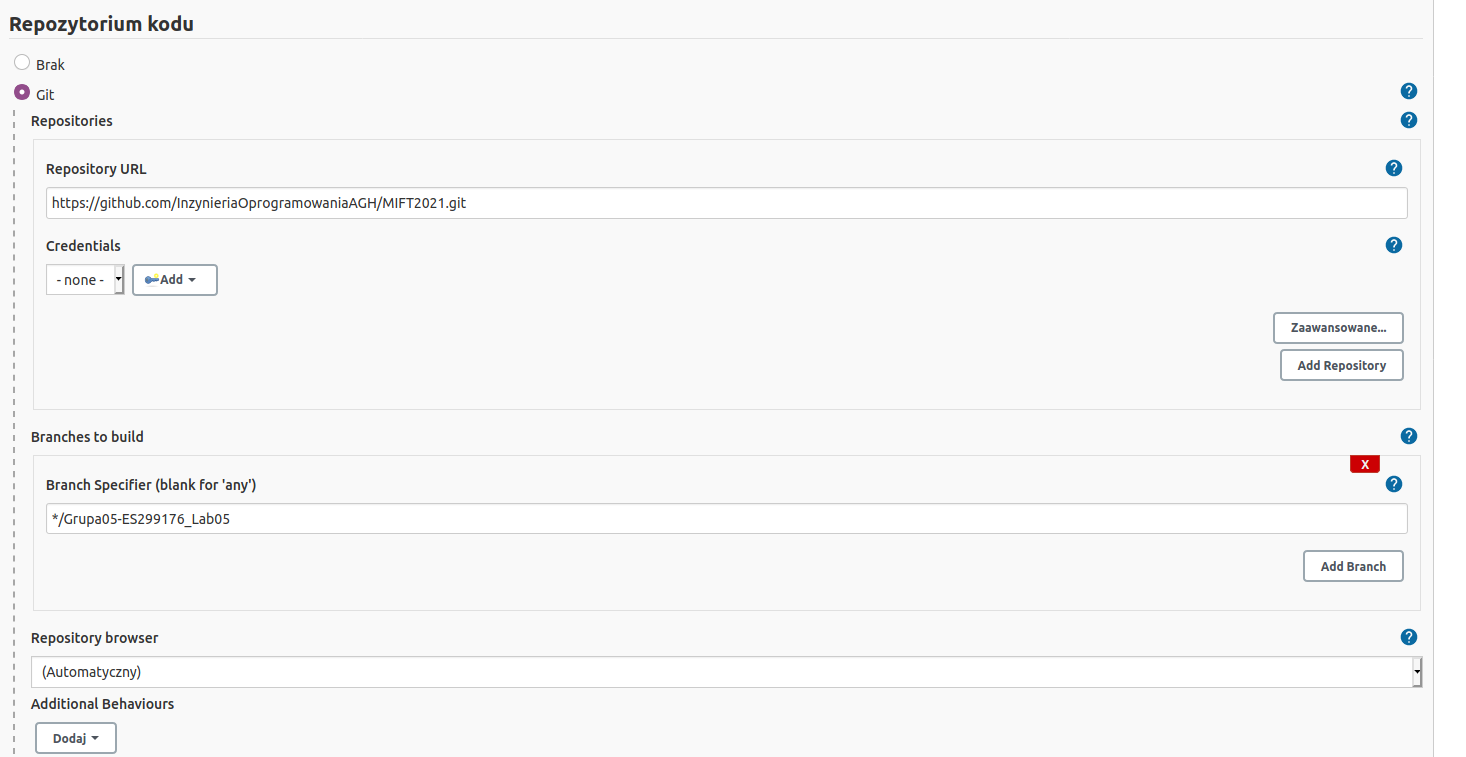 Repozytorium kodu
Brak
Git
?
Repositories
?
Repository URL
?
https://github.com/InzynieriaOprogramowaniaAGH/MIFT2021.git
Credentials
?
- none -
Add
Zaawansowane...
Add Repository
Branches to build
?
X
Branch Specifier (blank for 'any')
?
*/Grupa05-ES299176_Lab05
Add Branch
Repository browser
?
(Automatyczny)
Additional Behaviours
Dodaj